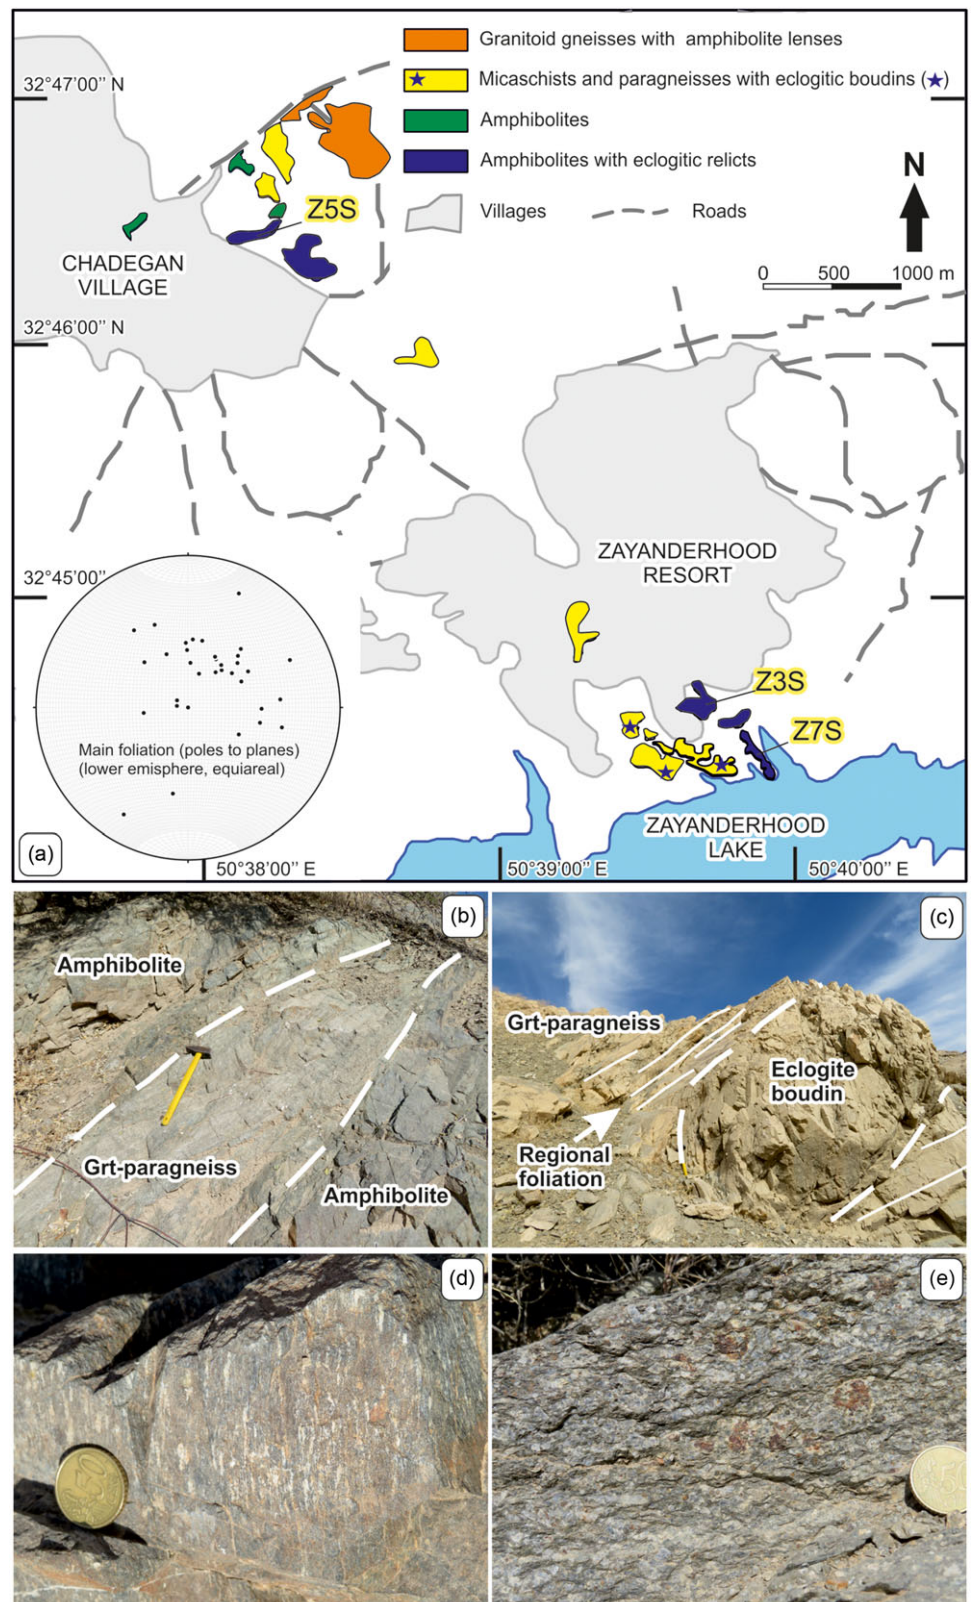 Granitoid gneisses with amphibolite lenses
32°47'00'' N
Micaschists and paragneisses with eclogitic boudins (★)
Amphibolites
Amphibolites with eclogitic relicts
N
Villages
Roads
Z5S
CHADEGAN
VILLAGE
0 500 1000 m
32°46'00'' N
ZAYANDERHOOD
RESORT
32°45'00''
Z3S
Z7S
Main foliation (poles to planes)
(lower emisphere, equiareal)
ZAYANDERHOOD
LAKE
(a)
50°38'00'' E
50°39'00'' E
50°40'00'' E
(b)
Amphibolite
Grt-paragneiss
Amphibolite
(c)
Grt-paragneiss
Eclogite
boudin
Regional
foliation
(d)
50
(e)